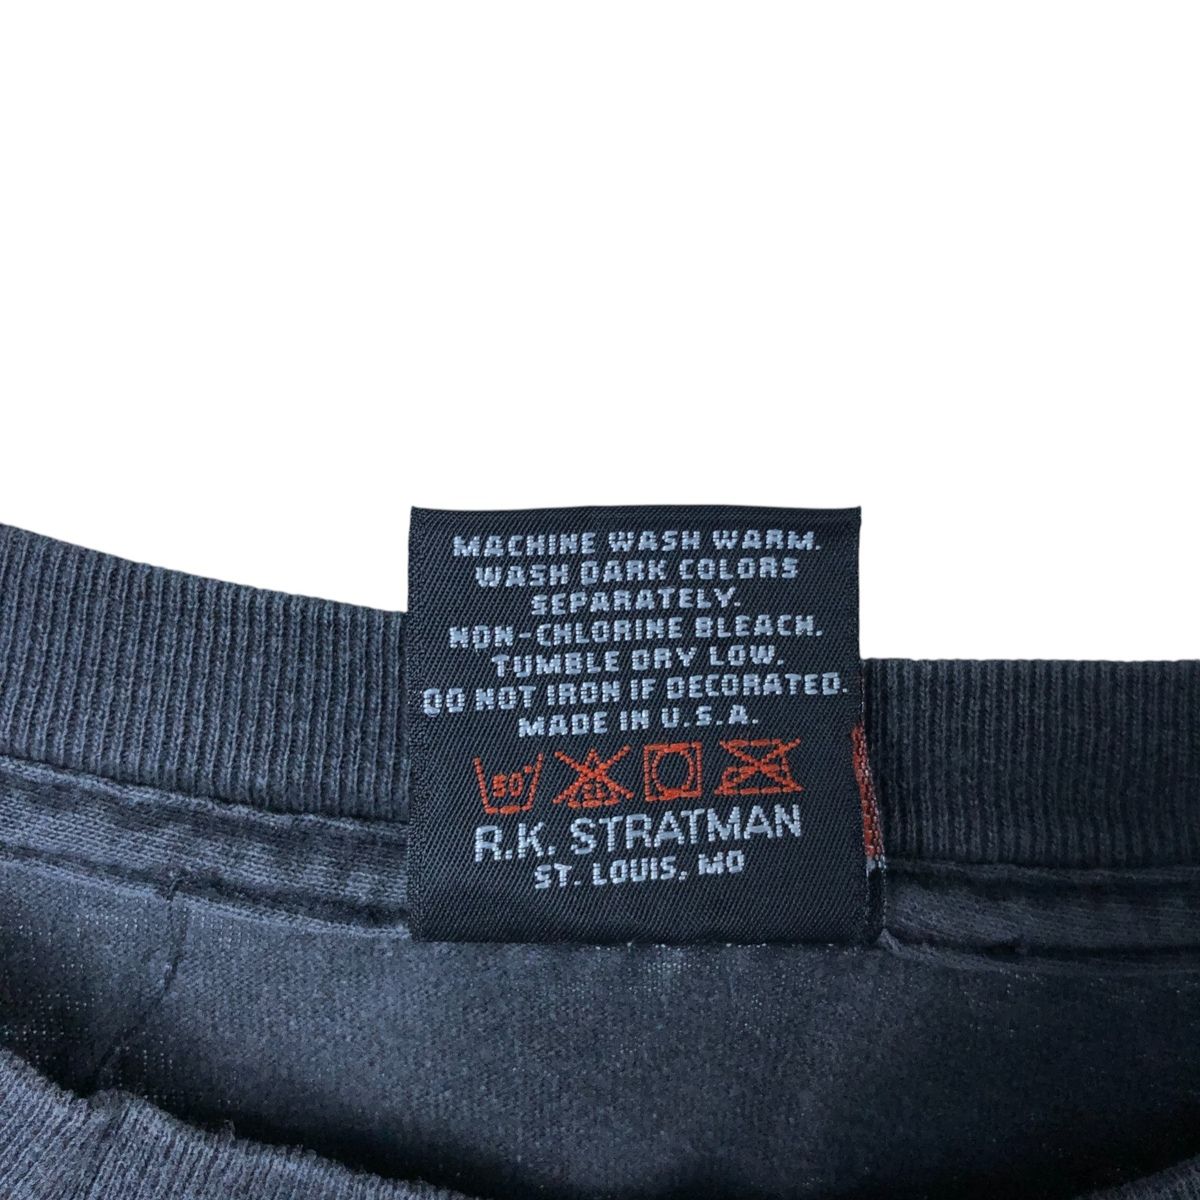 MACHINE WASH WARM.
WASH DARK COLORS
SEPARATELY.
NON-CHLORINE BLEACH.
TUMBLE DRY LOW.
DO NOT IRON IF DECORATED.
MADE IN U.S.A.
50°
R.K. STRATMAN
ST. LOUIS, MO